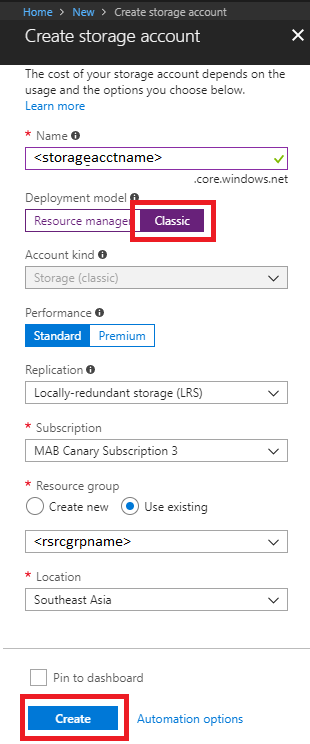 Home > New > Create storage account
Create storage account
The cost of your storage account depends on the
usage and the options you choose below.
Learn more
* Name
<storageacctname>
.core.windows.net
Deployment model
Resource manager Classic
Account kind
Storage (classic)
Performance
Standard Premium
Replication
Locally-redundant storage (LRS)
* Subscription
MAB Canary Subscription 3
* Resource group
Create new Use existing
<rsrcgrpname>
* Location
Southeast Asia
Pin to dashboard
Create Automation options